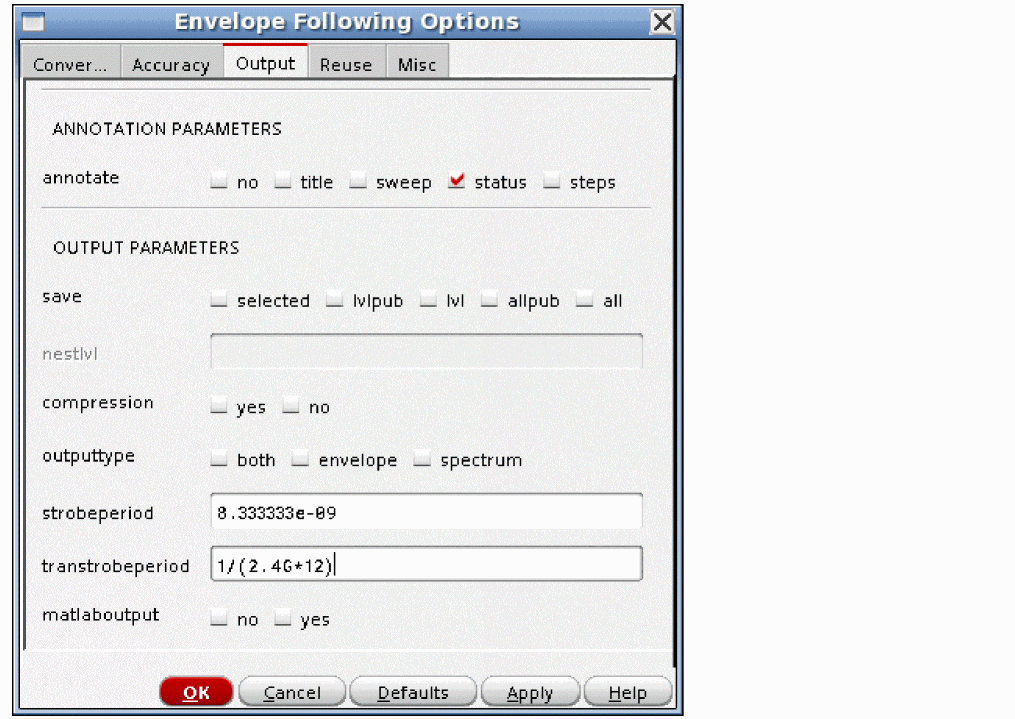 Envelope Following Options
Conver... Accuracy Output Reuse Misc
ANNOTATION PARAMETERS
annotate no title sweep status steps
OUTPUT PARAMETERS
save selected lvlpub lvl allpub all
nestlvl
compression yes no
outputtype both envelope spectrum
strobeperiod 8.333333e-09
transtrobeperiod 1/(2.4G*12)
matlaboutput no yes
OK Cancel Defaults Apply Help